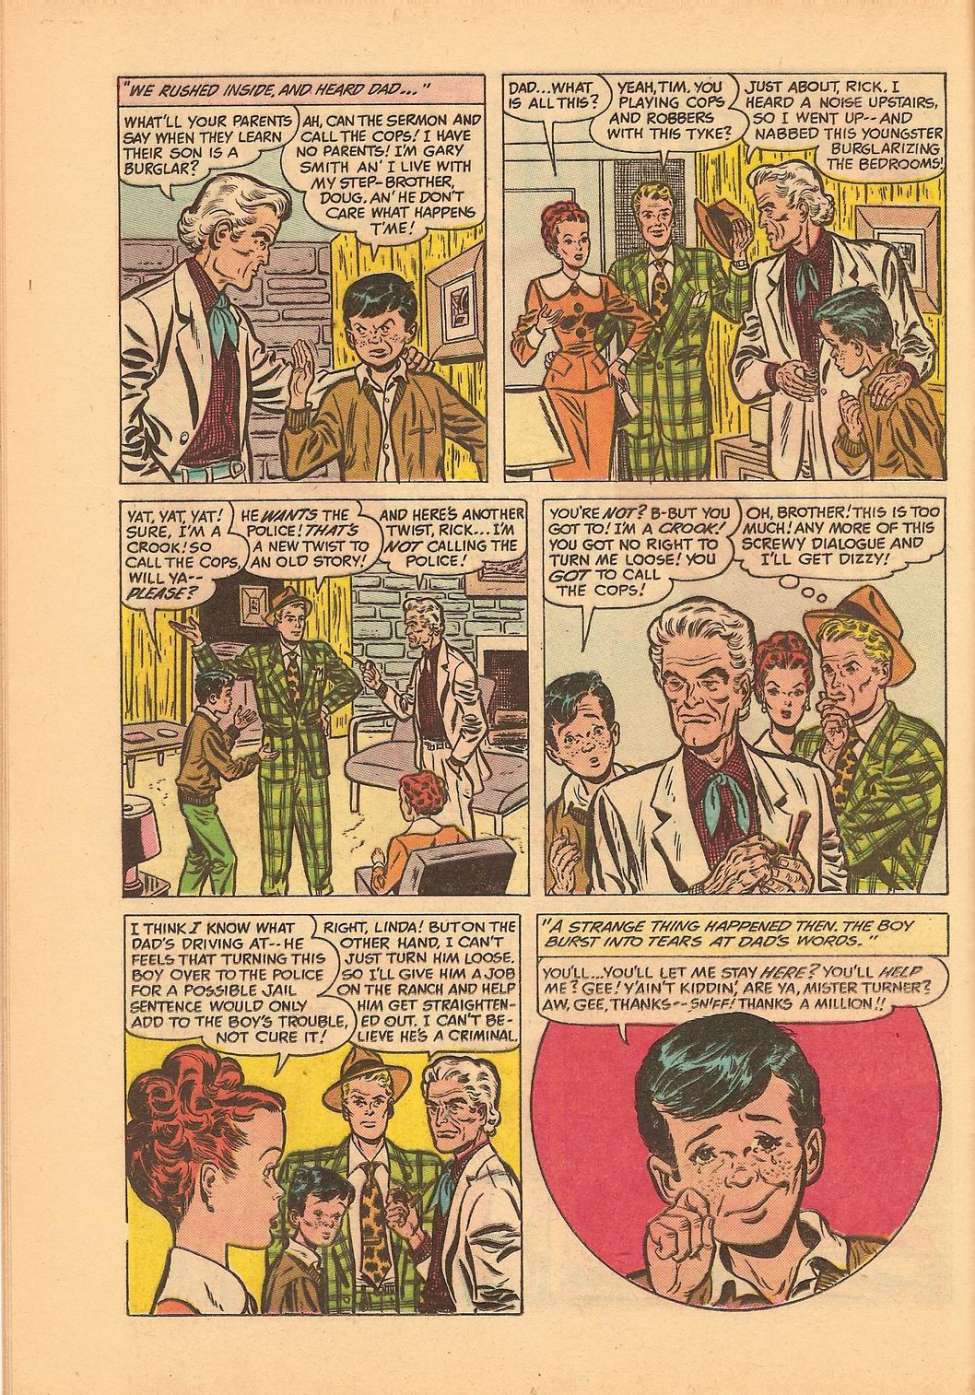 "WE RUSHED INSIDE, AND HEARD DAD..."
WHAT'LL YOUR PARENTS
SAY WHEN THEY LEARN
THEIR SON IS A
BURGLAR?
AH, CAN THE SERMON AND
CALL THE COPS! I HAVE
NO PARENTS! I'M GARY
SMITH AN' I LIVE WITH
MY STEP-BROTHER,
DOUG. AN' HE DON'T
CARE WHAT HAPPENS
T'ME!
DAD...WHAT
IS ALL THIS?
YEAH, TIM. YOU
PLAYING COPS
AND ROBBERS
WITH THIS TYKE?
JUST ABOUT, RICK. I
HEARD A NOISE UPSTAIRS,
SO I WENT UP--AND
NABBED THIS YOUNGSTER
BURGLARIZING
THE BEDROOMS!
YAT, YAT, YAT!
SURE, I'M A
CROOK! SO
CALL THE COPS,
WILL YA--
PLEASE?
HE WANTS THE
POLICE! THAT'S
A NEW TWIST TO
AN OLD STORY!
AND HERE'S ANOTHER
TWIST, RICK... I'M
NOT CALLING THE
POLICE!
YOU'RE NOT? B-BUT YOU
GOT TO! I'M A CROOK!
YOU GOT NO RIGHT TO
TURN ME LOOSE! YOU
GOT TO CALL
THE COPS!
OH, BROTHER! THIS IS TOO
MUCH! ANY MORE OF THIS
SCREWY DIALOGUE AND
I'LL GET DIZZY!
I THINK I KNOW WHAT
DAD'S DRIVING AT--HE
FEELS THAT TURNING THIS
BOY OVER TO THE POLICE
FOR A POSSIBLE JAIL
SENTENCE WOULD ONLY
ADD TO THE BOY'S TROUBLE,
NOT CURE IT!
RIGHT, LINDA! BUT ON THE
OTHER HAND, I CAN'T
JUST TURN HIM LOOSE.
SO I'LL GIVE HIM A JOB
ON THE RANCH AND HELP
HIM GET STRAIGHTEN-
ED OUT. I CAN'T BE-
LIEVE HE'S A CRIMINAL.
"A STRANGE THING HAPPENED THEN. THE BOY
BURST INTO TEARS AT DAD'S WORDS."
YOU'LL...YOU'LL LET ME STAY HERE? YOU'LL HELP
ME? GEE! Y'AIN'T KIDDIN', ARE YA, MISTER TURNER?
AW, GEE, THANKS--SNIFF! THANKS A MILLION!!